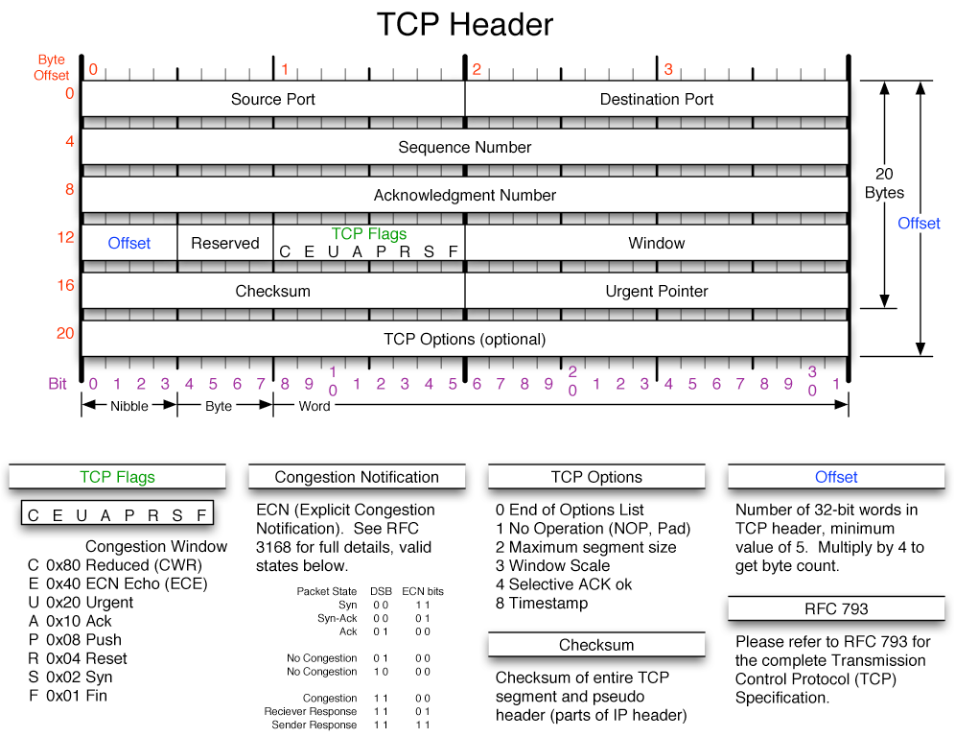 TCP Header
Byte
Offset
0 1 2 3
0 Source Port Destination Port
4 Sequence Number
8 Acknowledgment Number
20
Bytes
Offset
12 Offset Reserved TCP Flags Window
C E U A P R S F
16 Checksum Urgent Pointer
20 TCP Options (optional)
Bit 0 1 2 3 4 5 6 7 8 9 10 1 2 3 4 5 6 7 8 9 20 1 2 3 4 5 6 7 8 9 30 1
Nibble Byte Word
TCP Flags
C E U A P R S F
Congestion Window
C 0x80 Reduced (CWR)
E 0x40 ECN Echo (ECE)
U 0x20 Urgent
A 0x10 Ack
P 0x08 Push
R 0x04 Reset
S 0x02 Syn
F 0x01 Fin
Congestion Notification
ECN (Explicit Congestion
Notification). See RFC
3168 for full details, valid
states below.
Packet State DSB ECN bits
Syn 0 0 1 1
Syn-Ack 0 0 0 1
Ack 0 1 0 0
No Congestion 0 1 0 0
No Congestion 1 0 0 0
Congestion 1 1 0 0
Reciever Response 1 1 0 1
Sender Response 1 1 1 1
TCP Options
0 End of Options List
1 No Operation (NOP, Pad)
2 Maximum segment size
3 Window Scale
4 Selective ACK ok
8 Timestamp
Checksum
Checksum of entire TCP
segment and pseudo
header (parts of IP header)
Offset
Number of 32-bit words in
TCP header, minimum
value of 5. Multiply by 4 to
get byte count.
RFC 793
Please refer to RFC 793 for
the complete Transmission
Control Protocol (TCP)
Specification.